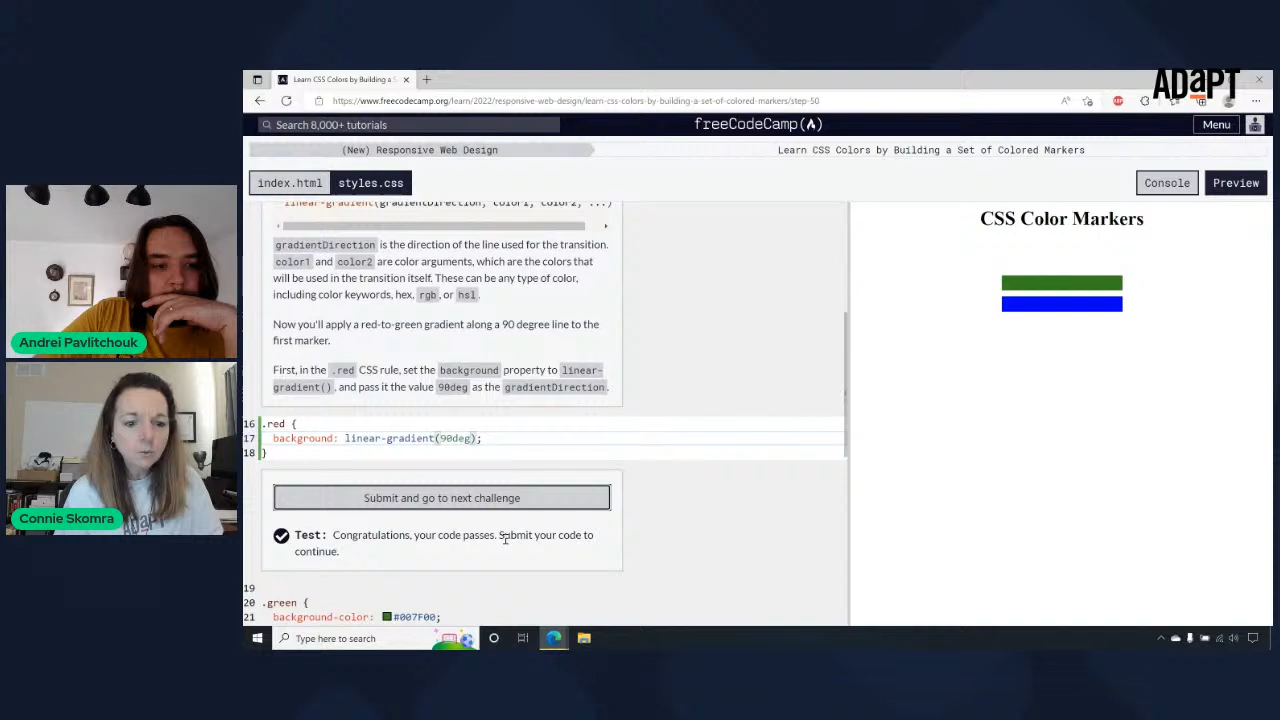 ADAPT
Learn CSS Colors by Building a S
https://www.freecodecamp.org/learn/2022/responsive-web-design/learn-css-colors-by-building-a-set-of-colored-markers/step-50
Search 8,000+ tutorials
freeCodeCamp
Menu
(New) Responsive Web Design
Learn CSS Colors by Building a Set of Colored Markers
index.html
styles.css
Console
Preview
linear-gradient(gradientDirection, color1, color2, ...)
gradientDirection is the direction of the line used for the transition.
color1 and color2 are color arguments, which are the colors that
will be used in the transition itself. These can be any type of color,
including color keywords, hex, rgb, or hsl.
Now you'll apply a red-to-green gradient along a 90 degree line to the
first marker.
First, in the .red CSS rule, set the background property to linear-
gradient(), and pass it the value 90deg as the gradientDirection.
16 .red {
17 background: linear-gradient(90deg);
18 }
Submit and go to next challenge
Test: Congratulations, your code passes. Submit your code to
continue.
19
20 .green {
21 background-color: #007F00;
CSS Color Markers
Andrei Pavlitchouk
Connie Skomra
ADAPT
Type here to search